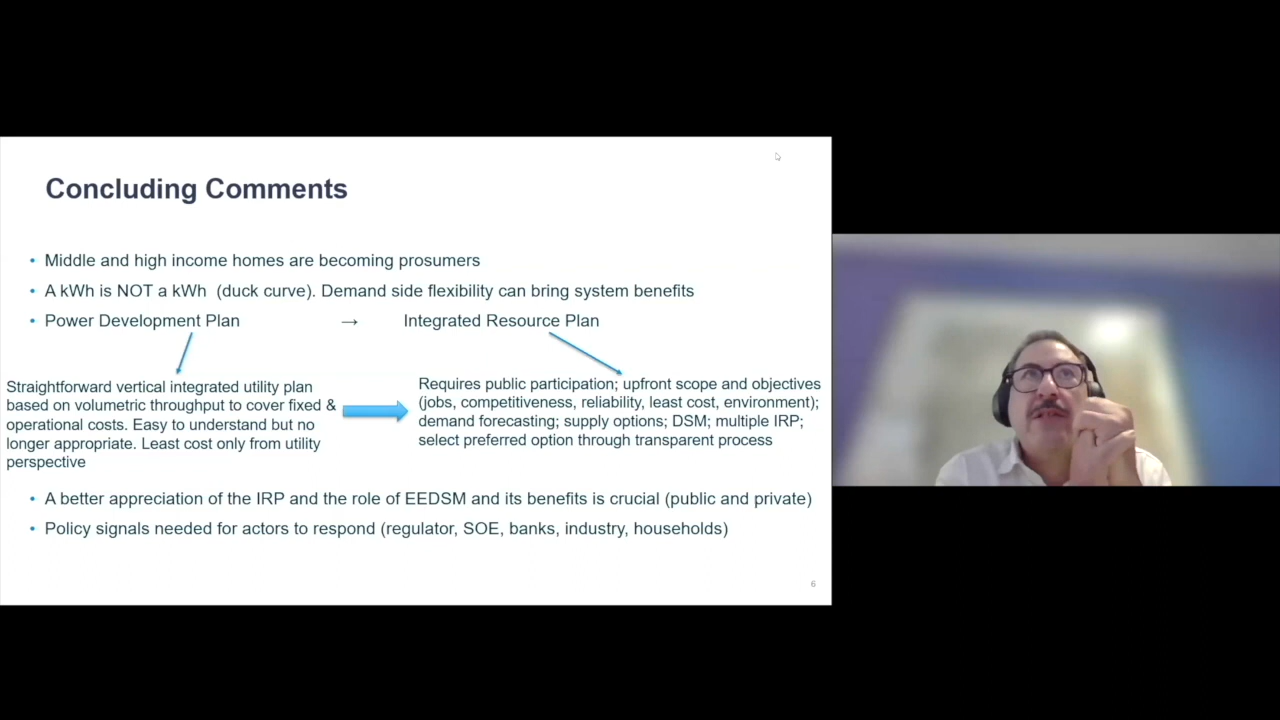 Concluding Comments
• Middle and high income homes are becoming prosumers
• A kWh is NOT a kWh (duck curve). Demand side flexibility can bring system benefits
• Power Development Plan → Integrated Resource Plan
Straightforward vertical integrated utility plan
based on volumetric throughput to cover fixed &
operational costs. Easy to understand but no
longer appropriate. Least cost only from utility
perspective
Requires public participation; upfront scope and objectives
(jobs, competitiveness, reliability, least cost, environment);
demand forecasting; supply options; DSM; multiple IRP;
select preferred option through transparent process
• A better appreciation of the IRP and the role of EEDSM and its benefits is crucial (public and private)
• Policy signals needed for actors to respond (regulator, SOE, banks, industry, households)
6